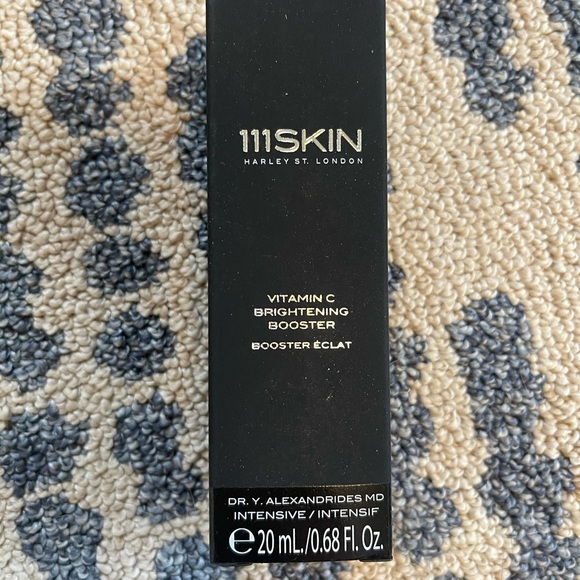 111SKIN
HARLEY ST. LONDON
VITAMIN C
BRIGHTENING
BOOSTER
BOOSTER ÉCLAT
DR. Y. ALEXANDRIDES MD
INTENSIVE / INTENSIF
℮20 mL./0.68 Fl. Oz.